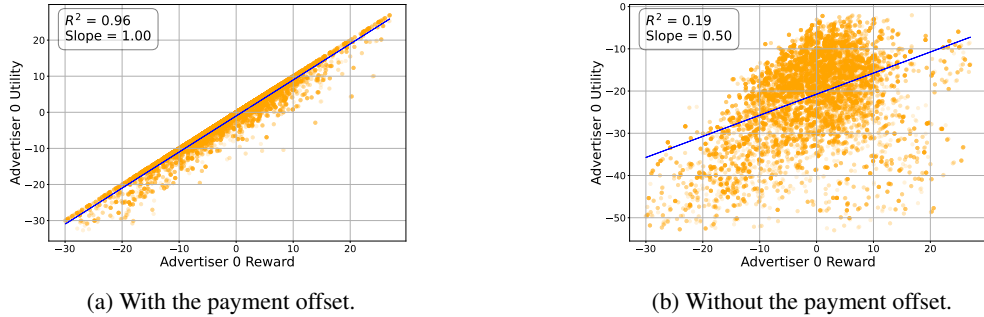 R² = 0.96
Slope = 1.00
Advertiser 0 Utility
20
10
0
−10
−20
−30
−30
−20
−10
0
10
20
Advertiser 0 Reward
(a) With the payment offset.
R² = 0.19
Slope = 0.50
Advertiser 0 Utility
0
−10
−20
−30
−40
−50
−30
−20
−10
0
10
20
Advertiser 0 Reward
(b) Without the payment offset.